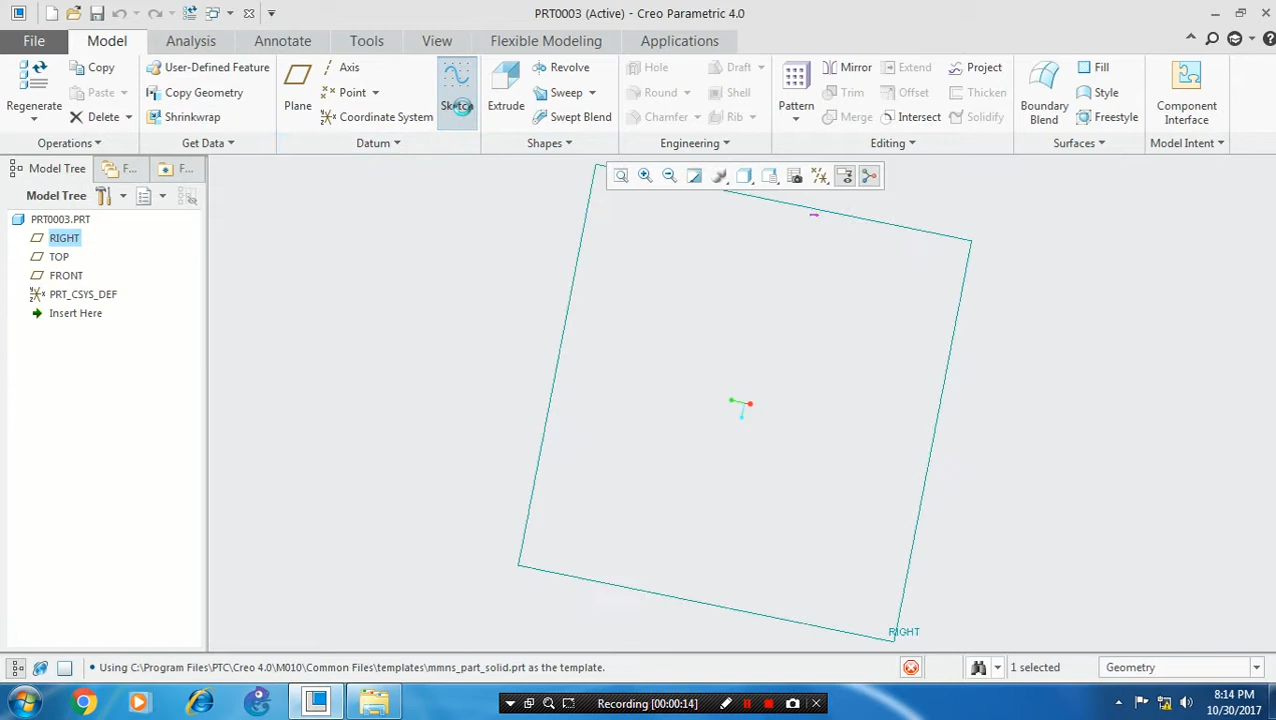 PRT0003 (Active) - Creo Parametric 4.0
File Model Analysis Annotate Tools View Flexible Modeling Applications
Regenerate
Copy
Paste
Delete
Operations
User-Defined Feature
Copy Geometry
Shrinkwrap
Get Data
Plane
Axis
Point
Coordinate System
Sketch
Datum
Extrude
Revolve
Sweep
Swept Blend
Shapes
Hole
Round
Chamfer
Draft
Shell
Rib
Engineering
Pattern
Mirror
Trim
Merge
Extend
Offset
Intersect
Project
Thicken
Solidify
Editing
Boundary
Blend
Fill
Style
Freestyle
Surfaces
Component
Interface
Model Intent
Model Tree F... F...
Model Tree
PRT0003.PRT
RIGHT
TOP
FRONT
PRT_CSYS_DEF
Insert Here
RIGHT
• Using C:\Program Files\PTC\Creo 4.0\M010\Common Files\templates\mmns_part_solid.prt as the template.
1 selected
Geometry
Recording [00:00:14]
8:14 PM
10/30/2017